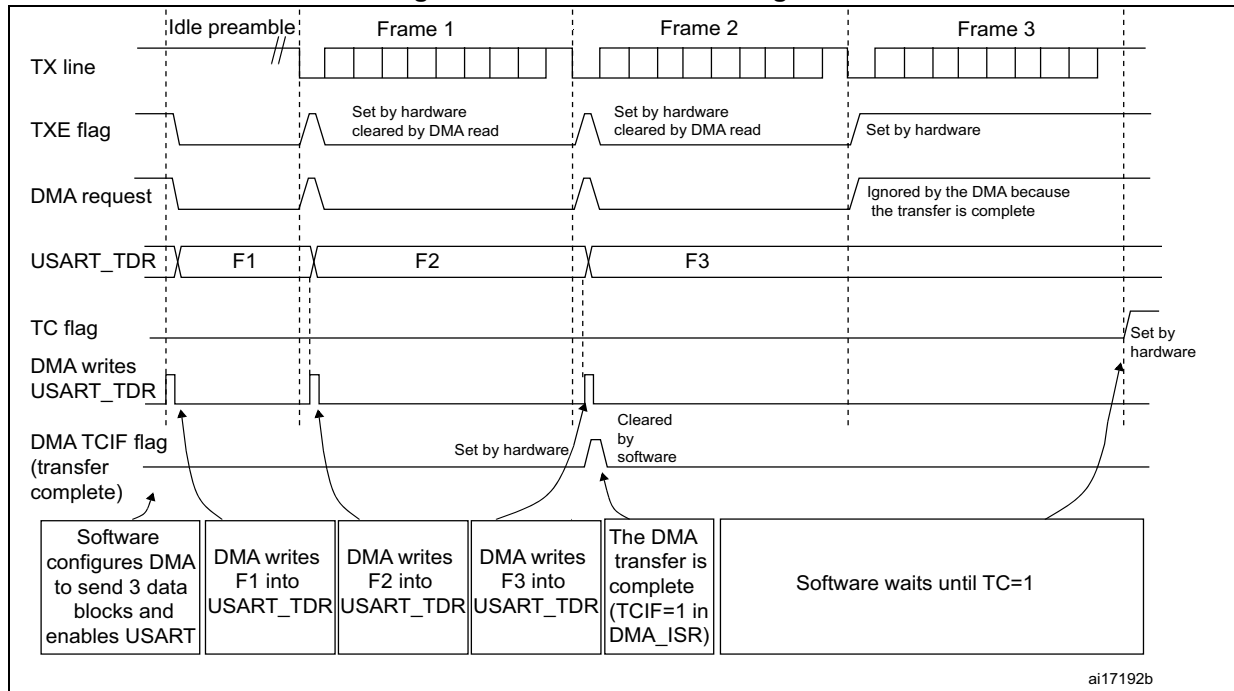 Idle preamble
Frame 1
Frame 2
Frame 3
TX line
TXE flag
Set by hardware
cleared by DMA read
Set by hardware
cleared by DMA read
Set by hardware
DMA request
Ignored by the DMA because
the transfer is complete
USART_TDR
F1
F2
F3
TC flag
Set by
hardware
DMA writes
USART_TDR
DMA TCIF flag
(transfer
complete)
Set by hardware
Cleared
by
software
Software
configures DMA
to send 3 data
blocks and
enables USART
DMA writes
F1 into
USART_TDR
DMA writes
F2 into
USART_TDR
DMA writes
F3 into
USART_TDR
The DMA
transfer is
complete
(TCIF=1 in
DMA_ISR)
Software waits until TC=1
ai17192b